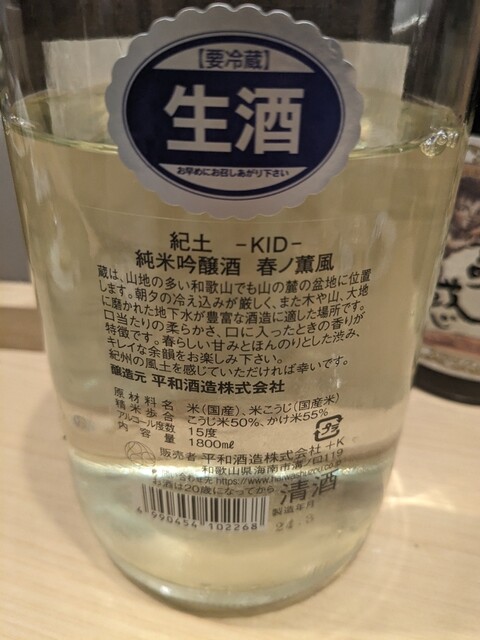 【要冷蔵】
生酒
お早めにお召しあがり下さい
紀土 -KID-
純米吟醸酒 春ノ薫風
蔵は、山地の多い和歌山でも山の麓の盆地に位置
します。朝夕の冷え込みが厳しく、また木や山、大地
に磨かれた地下水が豊富な酒造に適した場所です。
口当たりの柔らかさ、口に入ったときの香りが
特徴です。春らしい甘みとほんのりとした渋み、
キレイな余韻をお楽しみ下さい。
紀州の風土を感じていただければ幸いです。
醸造元 平和酒造株式会社
原材料名 米(国産)、米こうじ(国産米)
精米歩合 こうじ米50%、かけ米55%
アルコール度数 15度
内容量 1800mℓ
販売者 平和酒造株式会社 +K
和歌山県海南市溝ノ口119
お酒は20歳になってから
清酒
製造年月
4 990454 102268